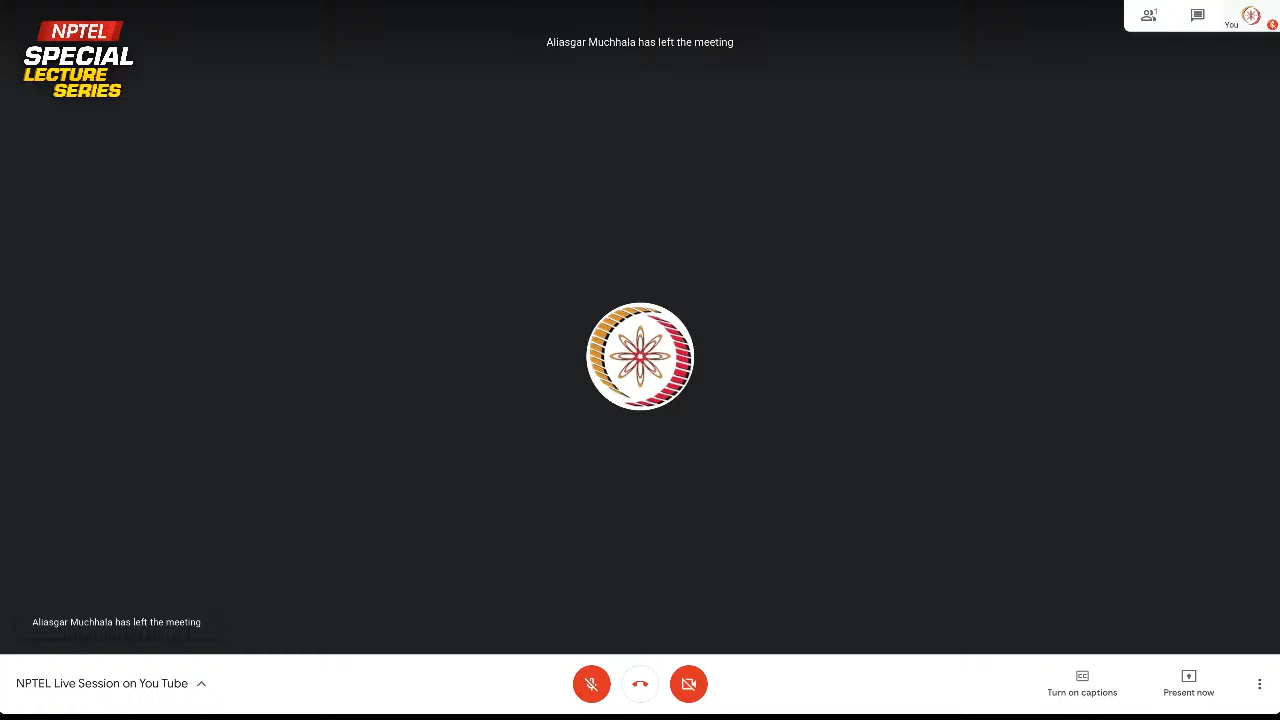 NPTEL
SPECIAL
LECTURE
SERIES
Aliasgar Muchhala has left the meeting
1
You
Aliasgar Muchhala has left the meeting
NPTEL Live Session on You Tube
Turn on captions
Present now